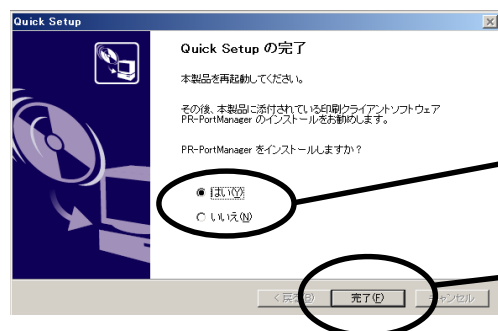 Quick Setup
Quick Setup の完了
本製品を再起動してください。
その後、本製品に添付されている印刷クライアントソフトウェア
PR-PortManager のインストールをお勧めします。
PR-PortManager をインストールしますか？
はい(Y)
いいえ(N)
< 戻る(B) 完了(F) キャンセル